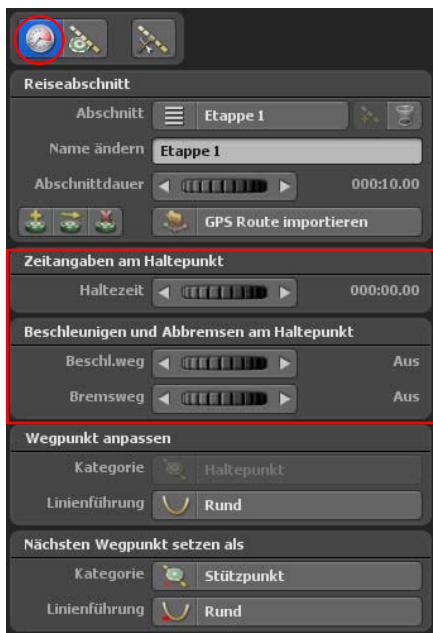 Reiseabschnitt
Abschnitt Etappe 1
Name ändern Etappe 1
Abschnittdauer 000:10.00
GPS Route importieren
Zeitangaben am Haltepunkt
Haltezeit 000:00.00
Beschleunigen und Abbremsen am Haltepunkt
Beschl.weg Aus
Bremsweg Aus
Wegpunkt anpassen
Kategorie Haltepunkt
Linienführung Rund
Nächsten Wegpunkt setzen als
Kategorie Stützpunkt
Linienführung Rund